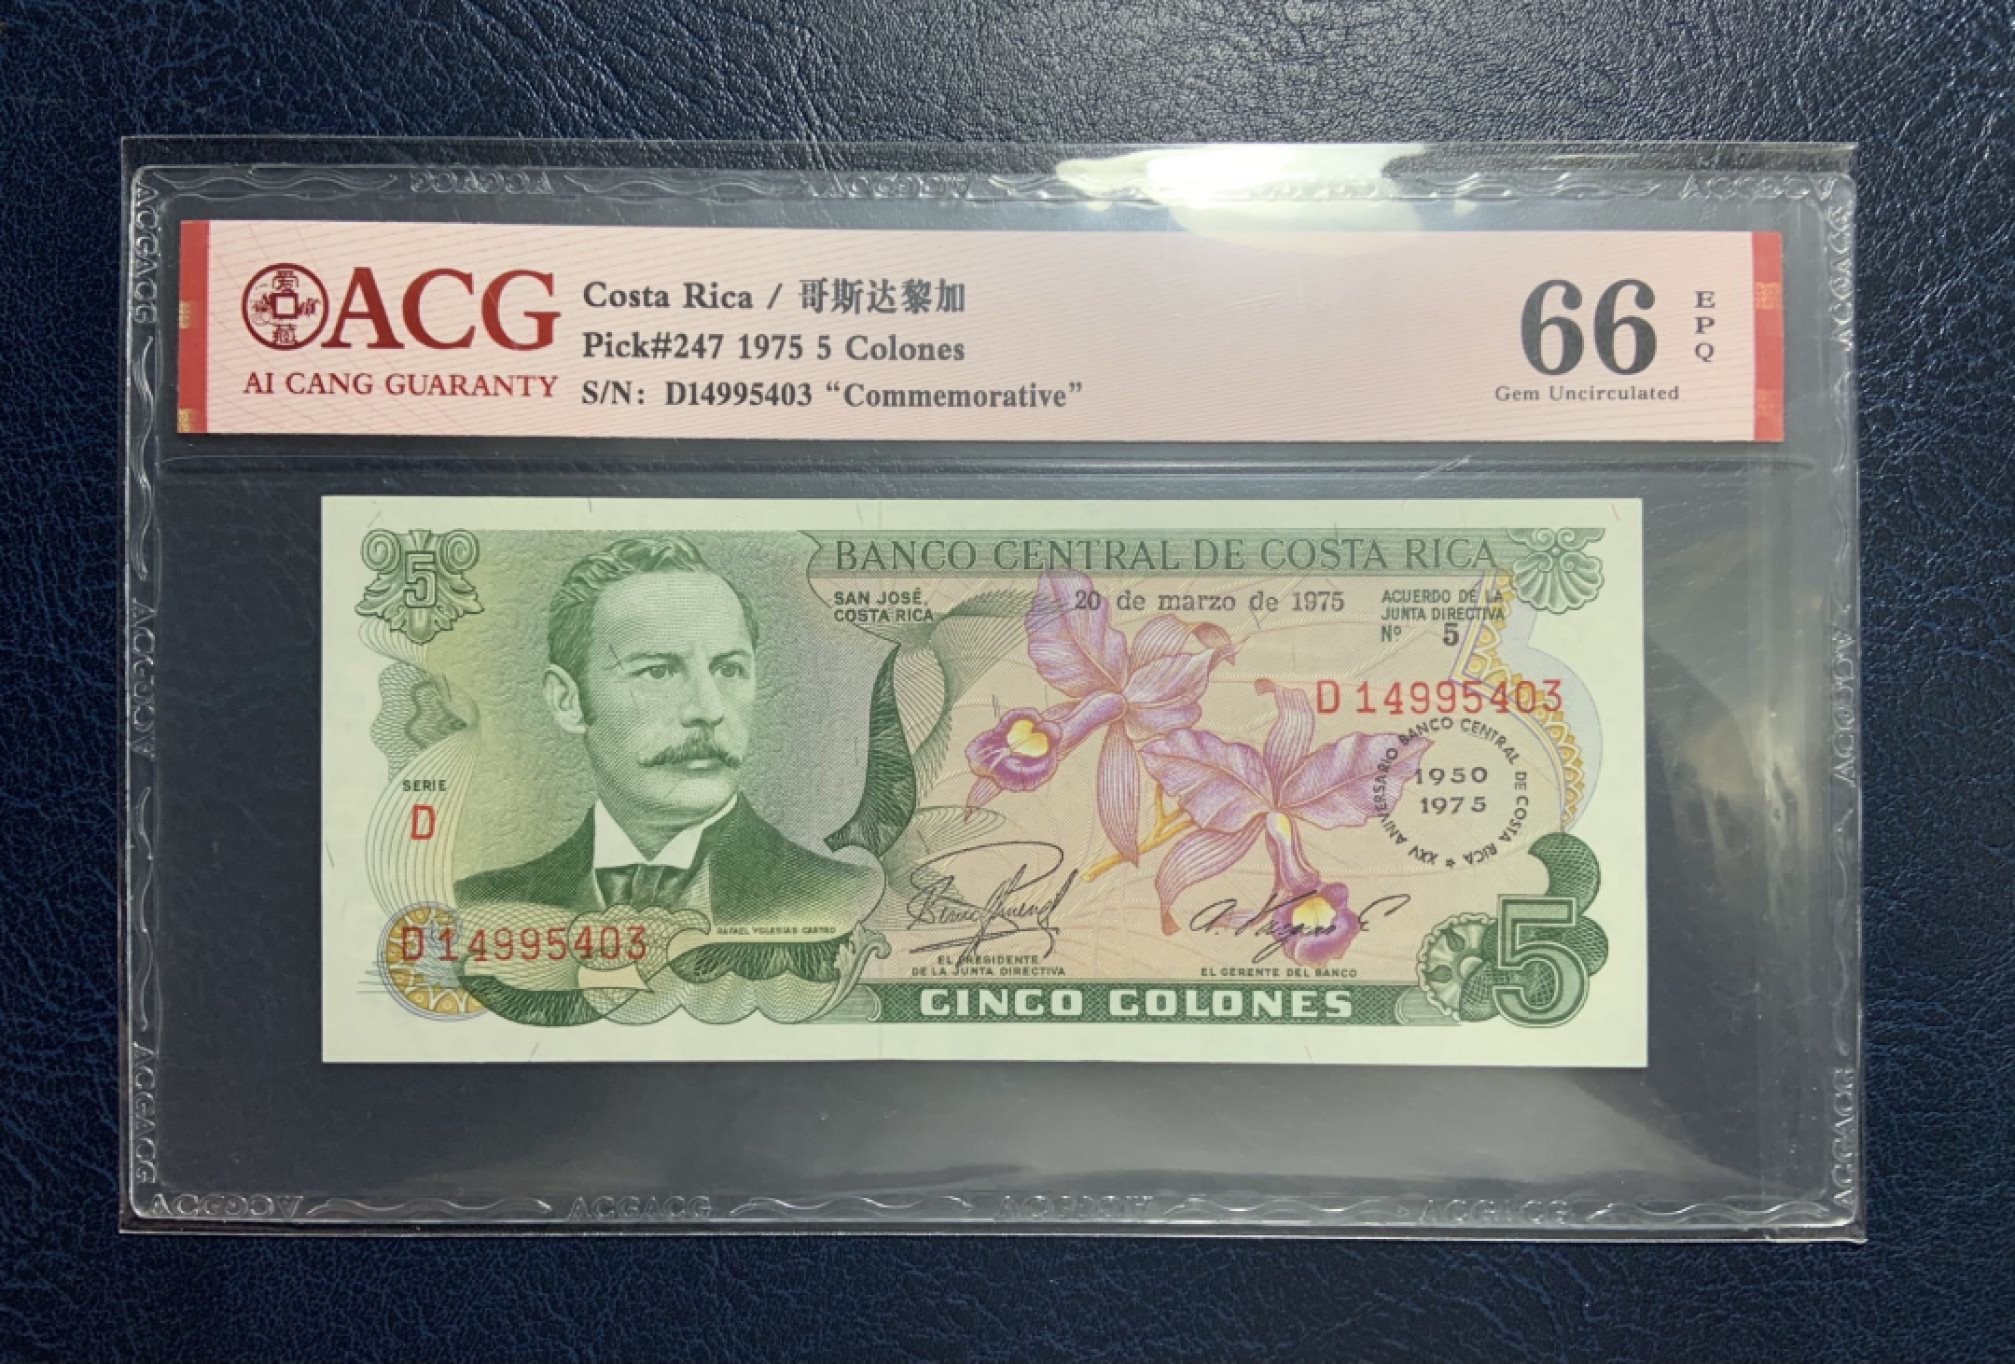 ACG
AI CANG GUARANTY
Costa Rica / 哥斯达黎加
Pick#247 1975 5 Colones
S/N: D14995403 “Commemorative”
66
EPQ
Gem Uncirculated
5
BANCO CENTRAL DE COSTA RICA
SAN JOSÉ,
COSTA RICA
20 de marzo de 1975
ACUERDO DE LA
JUNTA DIRECTIVA
Nº 5
D14995403
XXV ANIVERSARIO BANCO CENTRAL DE COSTA RICA
1950
1975
SERIE
D
D14995403
RAFAEL YGLESIAS CASTRO
EL PRESIDENTE
DE LA JUNTA DIRECTIVA
EL GERENTE DEL BANCO
CINCO COLONES
5
ACGACG